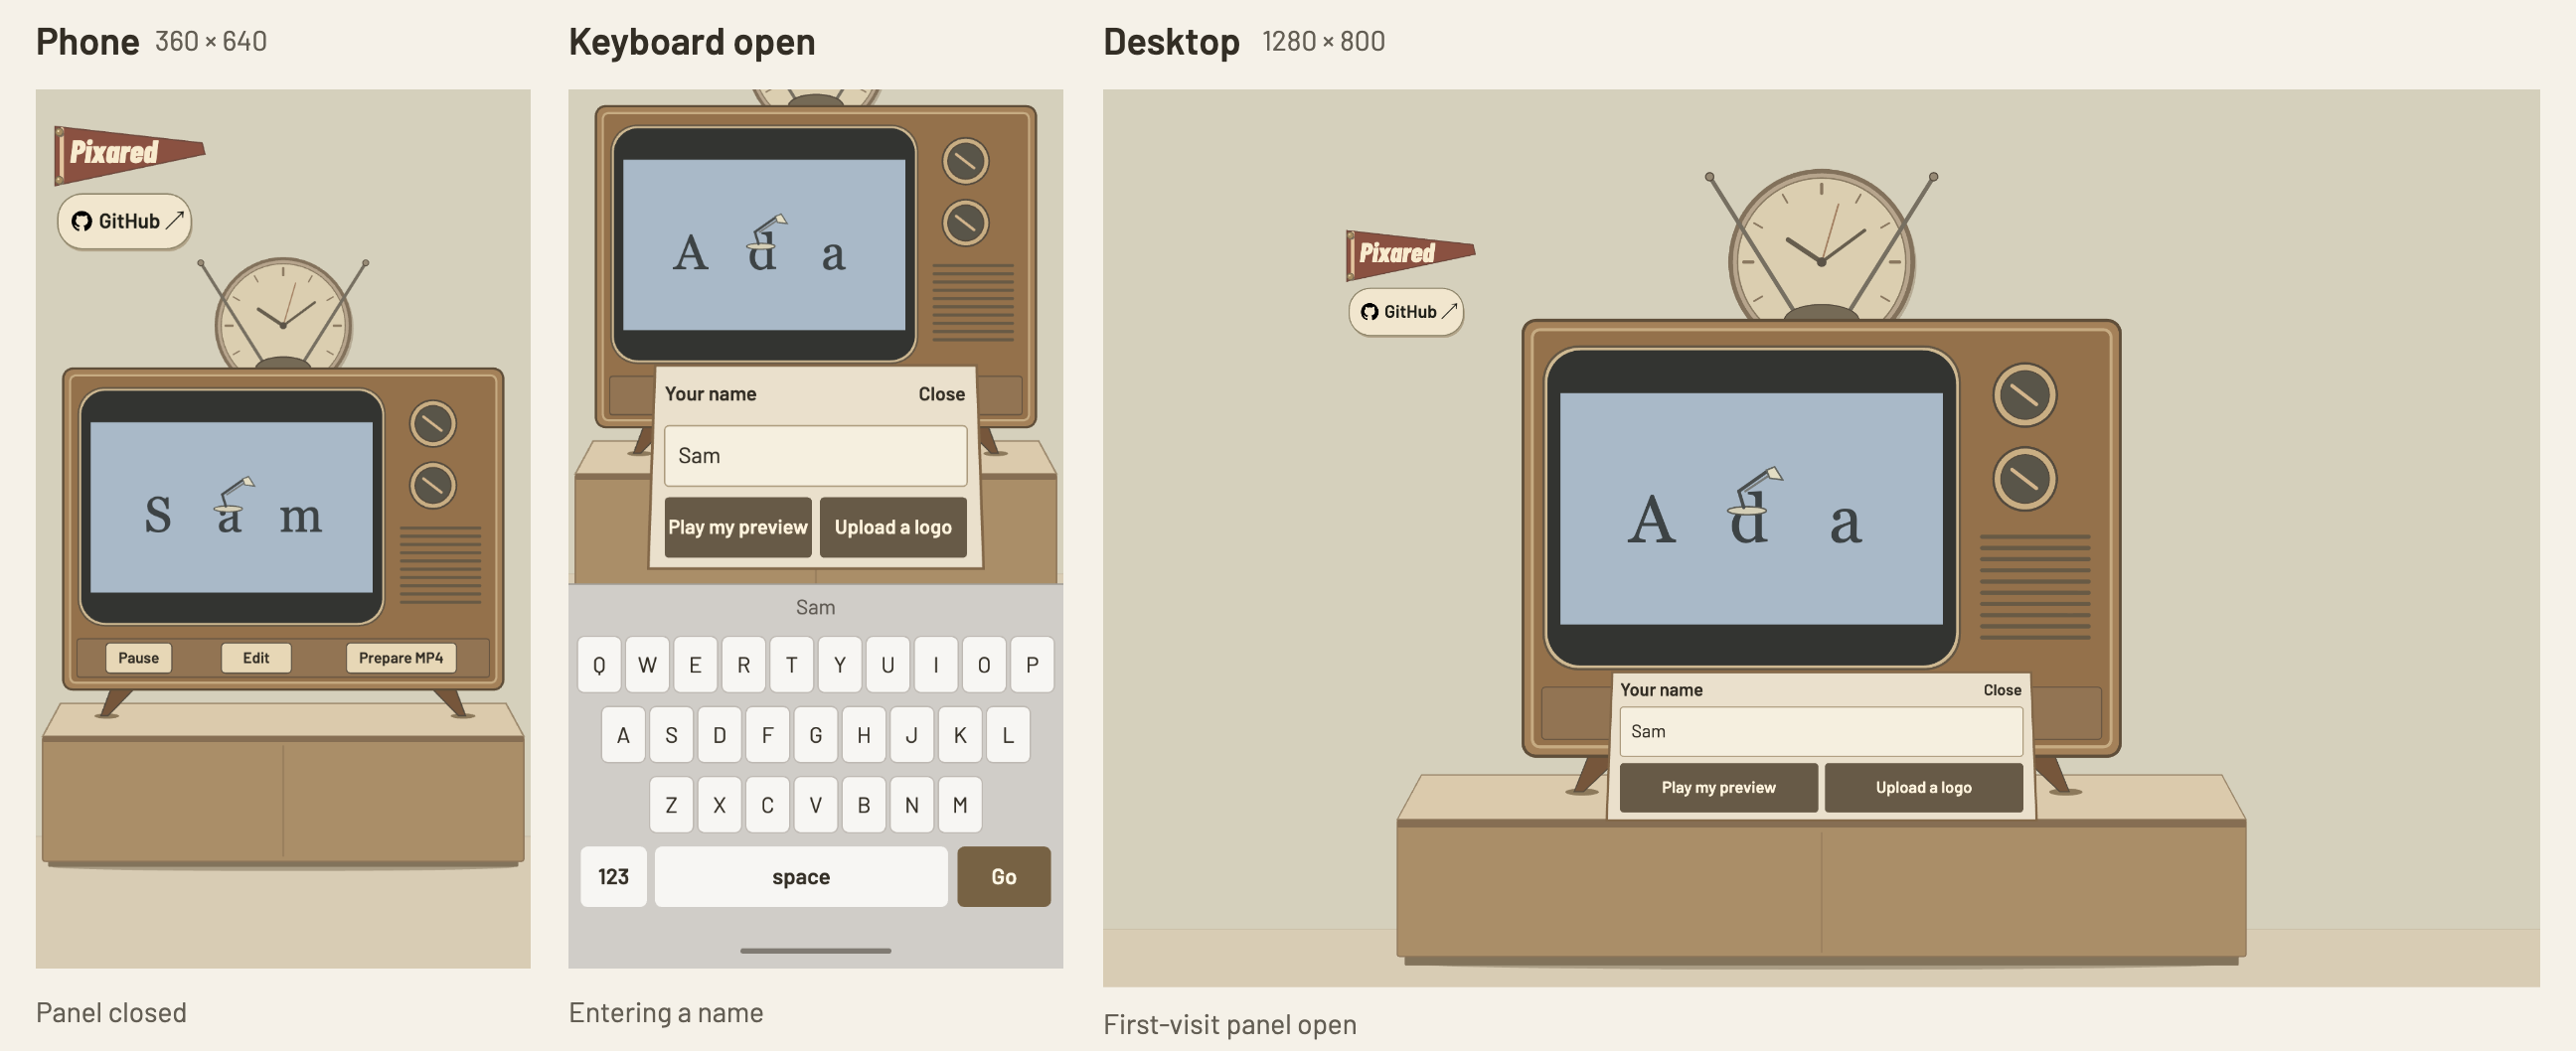 Phone 360 × 640
Pixared
GitHub
S a m
Pause Edit Prepare MP4
Panel closed
Keyboard open
A d a
Your name Close
Sam
Play my preview Upload a logo
Sam
Q W E R T Y U I O P
A S D F G H J K L
Z X C V B N M
123 space Go
Entering a name
Desktop 1280 × 800
Pixared
GitHub
A d a
Your name Close
Sam
Play my preview Upload a logo
First-visit panel open